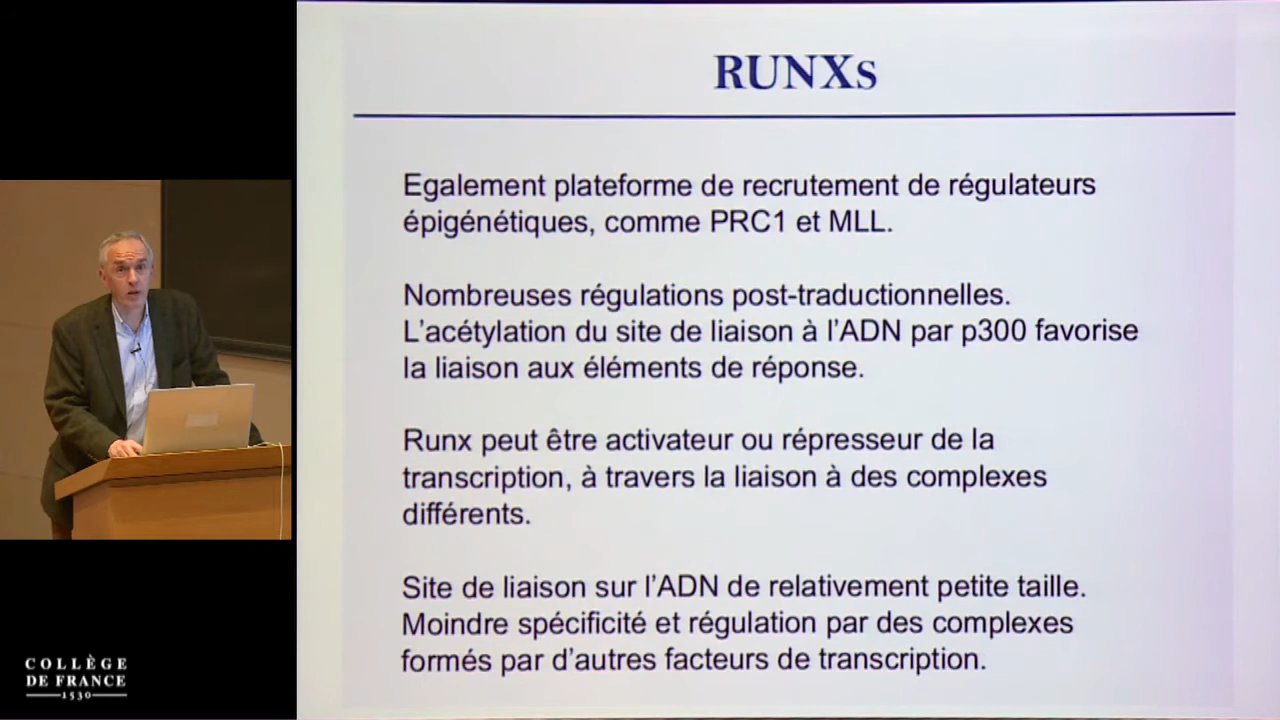 RUNXs
Egalement plateforme de recrutement de régulateurs
épigénétiques, comme PRC1 et MLL.
Nombreuses régulations post-traductionnelles.
L'acétylation du site de liaison à l'ADN par p300 favorise
la liaison aux éléments de réponse.
Runx peut être activateur ou répresseur de la
transcription, à travers la liaison à des complexes
différents.
Site de liaison sur l'ADN de relativement petite taille.
Moindre spécificité et régulation par des complexes
formés par d'autres facteurs de transcription.
COLLÈGE
DE FRANCE
1530